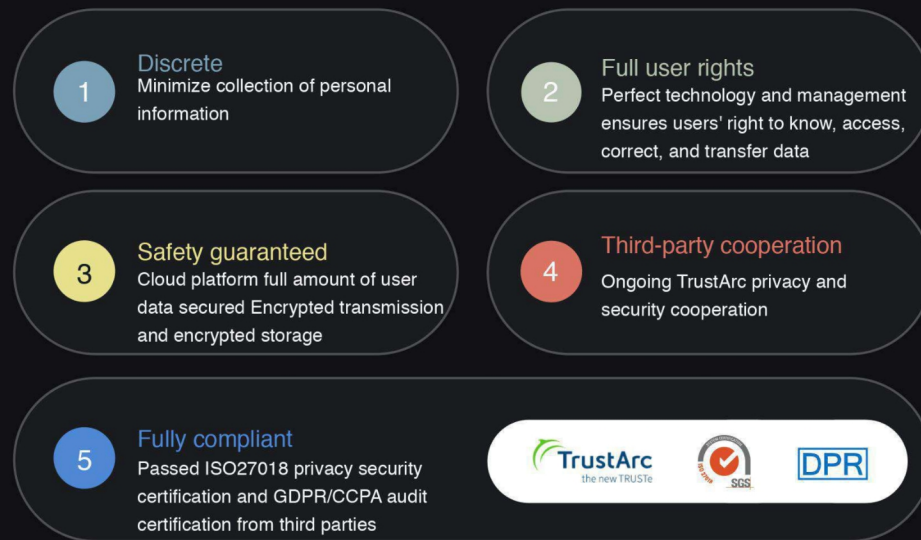 1
Discrete
Minimize collection of personal
information
2
Full user rights
Perfect technology and management
ensures users' right to know, access,
correct, and transfer data
3
Safety guaranteed
Cloud platform full amount of user
data secured Encrypted transmission
and encrypted storage
4
Third-party cooperation
Ongoing TrustArc privacy and
security cooperation
5
Fully compliant
Passed ISO27018 privacy security
certification and GDPR/CCPA audit
certification from third parties
TrustArc
the new TRUSTe
SGS
DPR